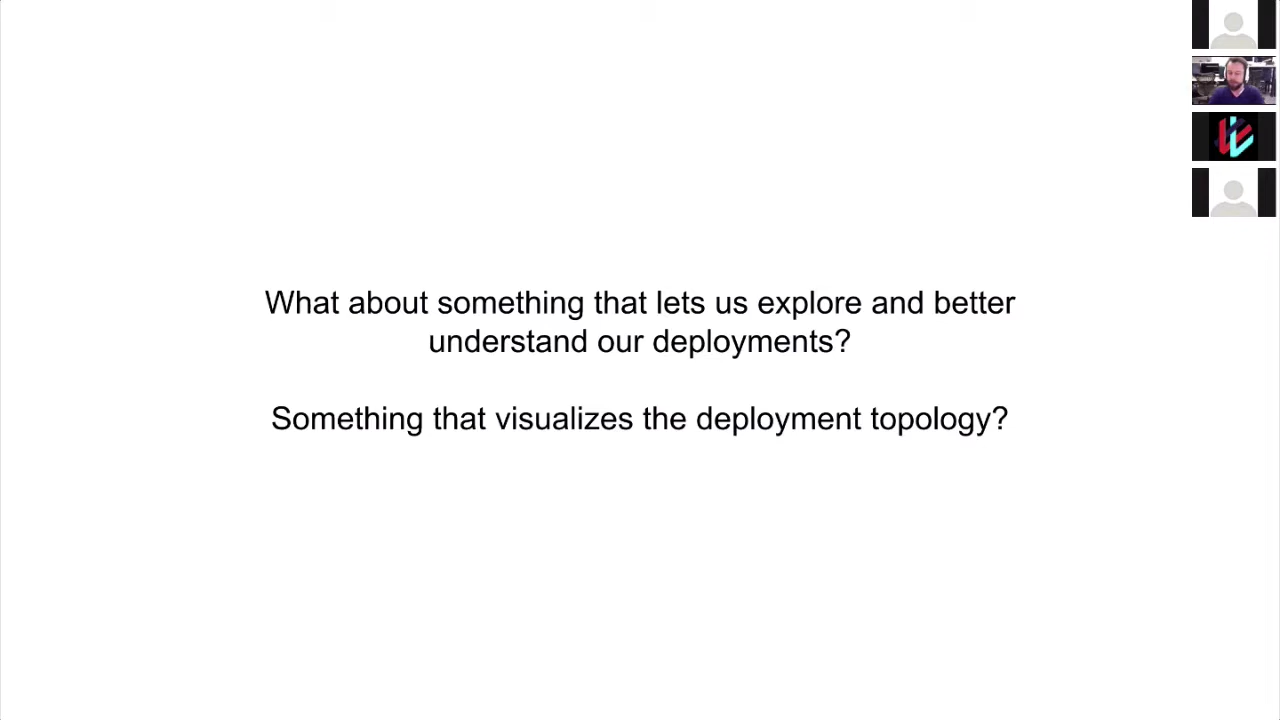 What about something that lets us explore and better
understand our deployments?
Something that visualizes the deployment topology?